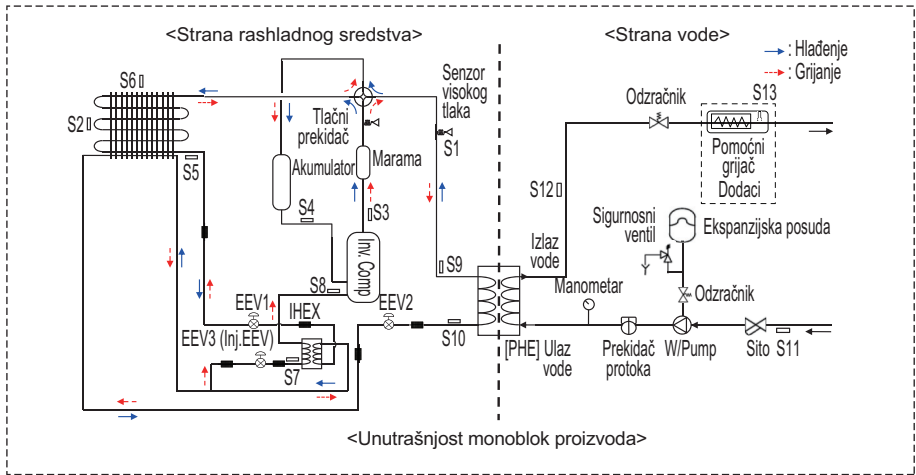 <Strana rashladnog sredstva>
<Strana vode>
: Hlađenje
: Grijanje
S6
S2
S5
Tlačni
prekidač
Senzor
visokog
tlaka
S1
Akumulator
Marama
S4
S3
Inv. Comp
S8
S9
EEV1
IHEX
EEV2
EEV3 (Inj.EEV)
S7
S10
Odzračnik
S13
Pomoćni
grijač
Dodaci
S12
Sigurnosni
ventil
Ekspanzijska posuda
Izlaz
vode
Manometar
Odzračnik
[PHE] Ulaz
vode
Prekidač
protoka
W/Pump
Sito
S11
<Unutrašnjost monoblok proizvoda>